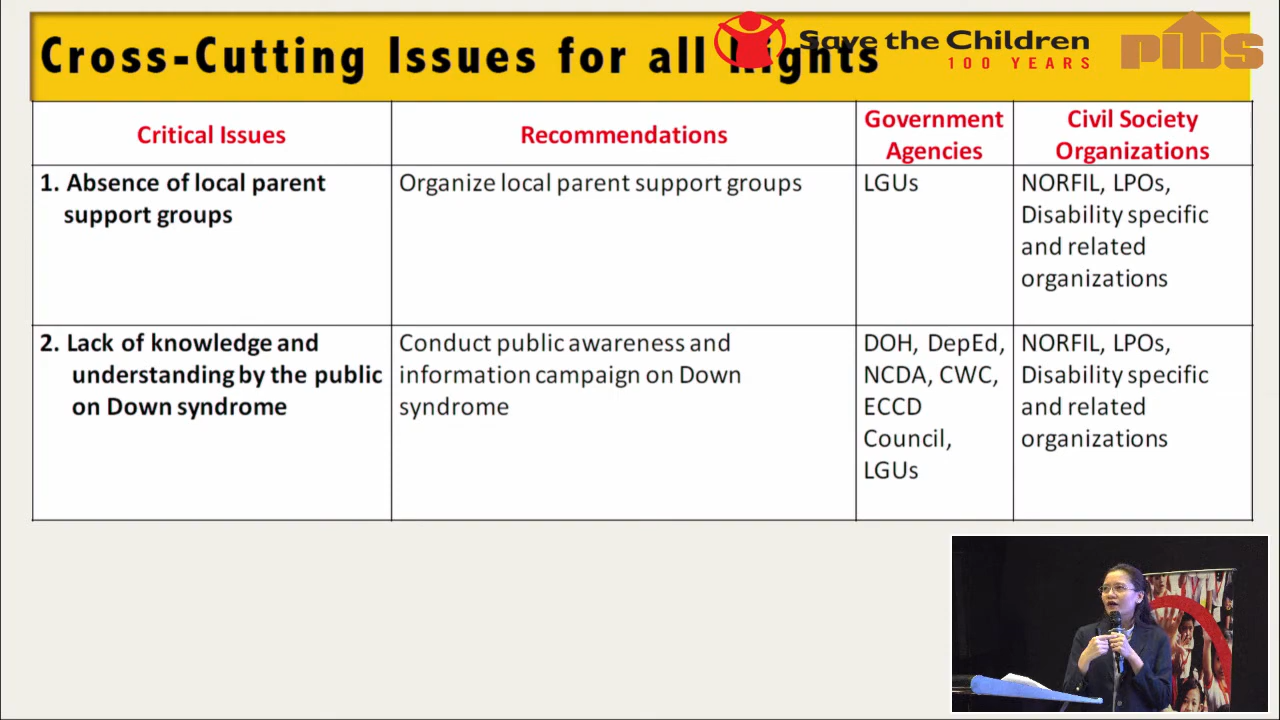 Cross-Cutting Issues for all Rights
Save the Children
100 YEARS
PIDS
Critical Issues
Recommendations
Government
Agencies
Civil Society
Organizations
1. Absence of local parent
support groups
Organize local parent support groups
LGUs
NORFIL, LPOs,
Disability specific
and related
organizations
2. Lack of knowledge and
understanding by the public
on Down syndrome
Conduct public awareness and
information campaign on Down
syndrome
DOH, DepEd,
NCDA, CWC,
ECCD
Council,
LGUs
NORFIL, LPOs,
Disability specific
and related
organizations